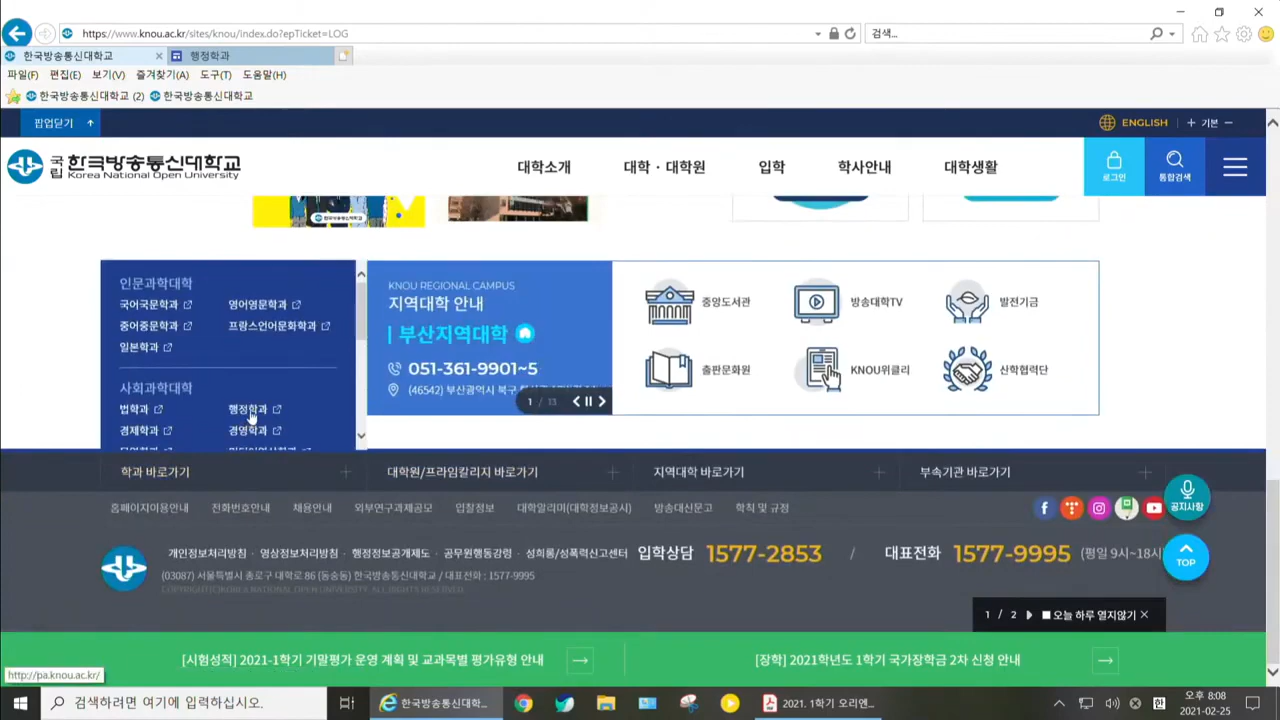 https://www.knou.ac.kr/sites/knou/index.do?epTicket=LOG
검색...
한국방송통신대학교
행정학과
파일(F) 편집(E) 보기(V) 즐겨찾기(A) 도구(T) 도움말(H)
한국방송통신대학교 (2) 한국방송통신대학교
팝업닫기
ENGLISH
기본
국립 한국방송통신대학교
Korea National Open University
대학소개 대학 · 대학원 입학 학사안내 대학생활
로그인
통합검색
한국방송통신대학교
인문과학대학
국어국문학과 영어영문학과
중어중문학과 프랑스언어문화학과
일본학과
사회과학대학
법학과 행정학과
경제학과 경영학과
KNOU REGIONAL CAMPUS
지역대학 안내
부산지역대학
051-361-9901~5
(46542) 부산광역시 북구
1 / 13
중앙도서관 방송대학TV 발전기금
출판문화원 KNOU위클리 산학협력단
학과 바로가기 대학원/프라임칼리지 바로가기 지역대학 바로가기 부속기관 바로가기
홈페이지이용안내 전화번호안내 채용안내 외부연구과제공모 입찰정보 대학알리미(대학정보공시) 방송대신문고 학칙 및 규정
공지사항
개인정보처리방침 · 영상정보처리방침 · 행정정보공개제도 · 공무원행동강령 · 성희롱/성폭력신고센터
입학상담 1577-2853 / 대표전화 1577-9995 (평일 9시~18시
(03087) 서울특별시 종로구 대학로 86 (동숭동) 한국방송통신대학교 / 대표전화 : 1577-9995
COPYRIGHT(C)KOREA NATIONAL OPEN UNIVERSITY. ALL RIGHTS RESERVED.
TOP
1 / 2 오늘 하루 열지않기
[시험성적] 2021-1학기 기말평가 운영 계획 및 교과목별 평가유형 안내
[장학] 2021학년도 1학기 국가장학금 2차 신청 안내
http://pa.knou.ac.kr/
검색하려면 여기에 입력하십시오.
한국방송통신대학...
2021. 1학기 오리엔...
한
오후 8:08
2021-02-25